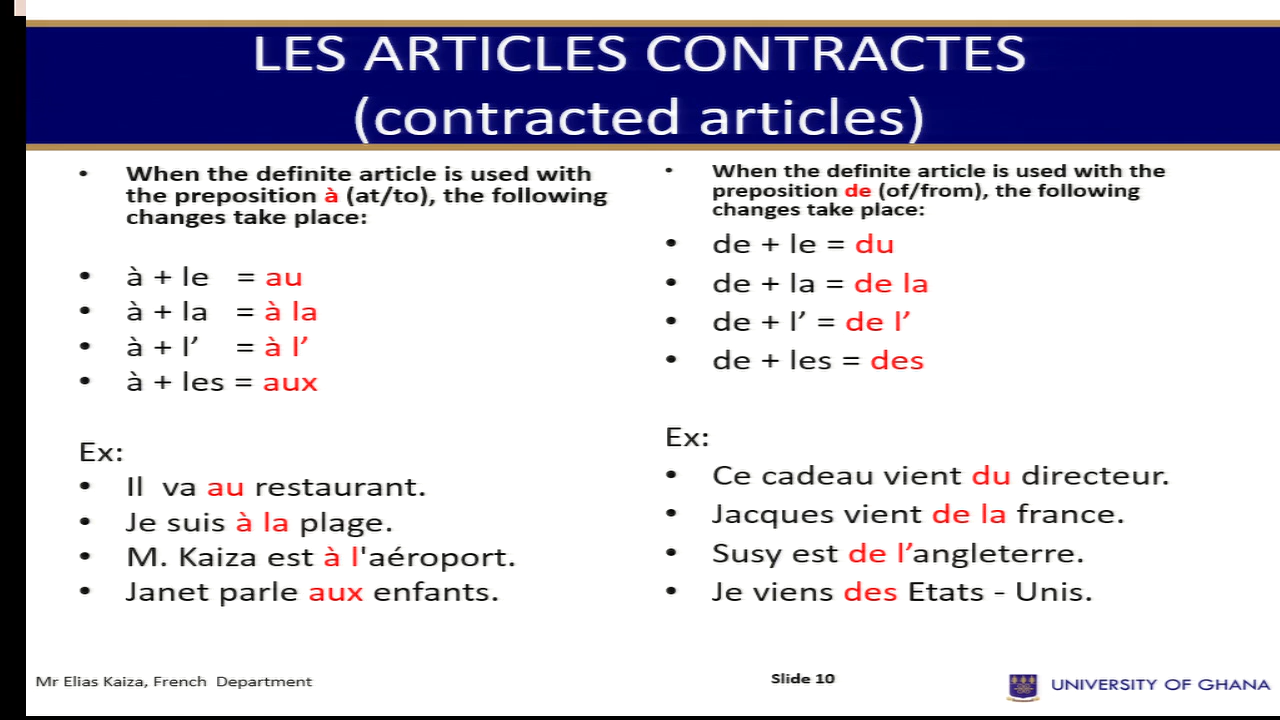 LES ARTICLES CONTRACTES
(contracted articles)
• When the definite article is used with
the preposition à (at/to), the following
changes take place:
• à + le = au
• à + la = à la
• à + l’ = à l’
• à + les = aux
Ex:
• Il va au restaurant.
• Je suis à la plage.
• M. Kaiza est à l'aéroport.
• Janet parle aux enfants.
• When the definite article is used with the
preposition de (of/from), the following
changes take place:
• de + le = du
• de + la = de la
• de + l’ = de l’
• de + les = des
Ex:
• Ce cadeau vient du directeur.
• Jacques vient de la france.
• Susy est de l’angleterre.
• Je viens des Etats - Unis.
Mr Elias Kaiza, French Department
Slide 10
UNIVERSITY OF GHANA